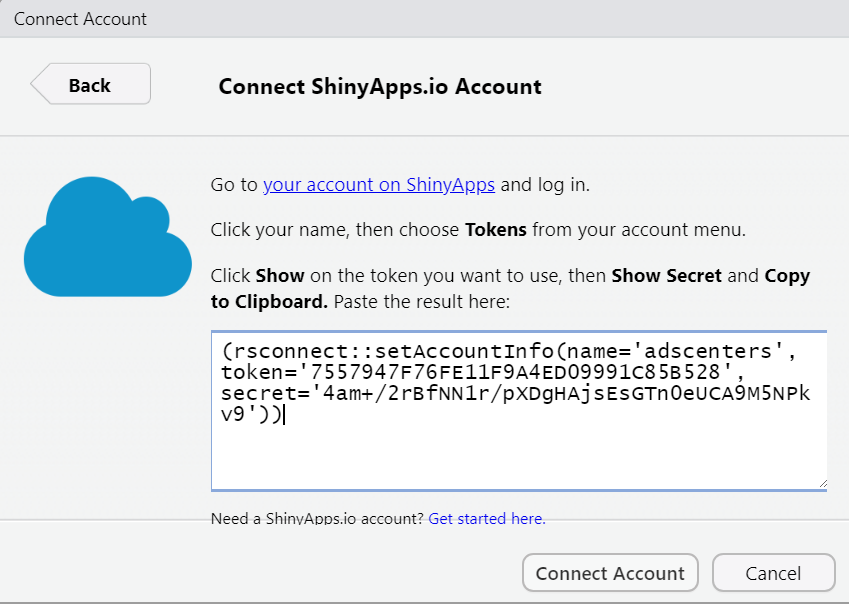 Connect Account
Back
Connect ShinyApps.io Account
Go to your account on ShinyApps and log in.
Click your name, then choose Tokens from your account menu.
Click Show on the token you want to use, then Show Secret and Copy
to Clipboard. Paste the result here:
(rsconnect::setAccountInfo(name='adscenters',
token='7557947F76FE11F9A4ED09991C85B528',
secret='4am+/2rBfNN1r/pXDgHAjsEsGTn0eUCA9M5NPk
v9'))
Need a ShinyApps.io account? Get started here.
Connect Account
Cancel